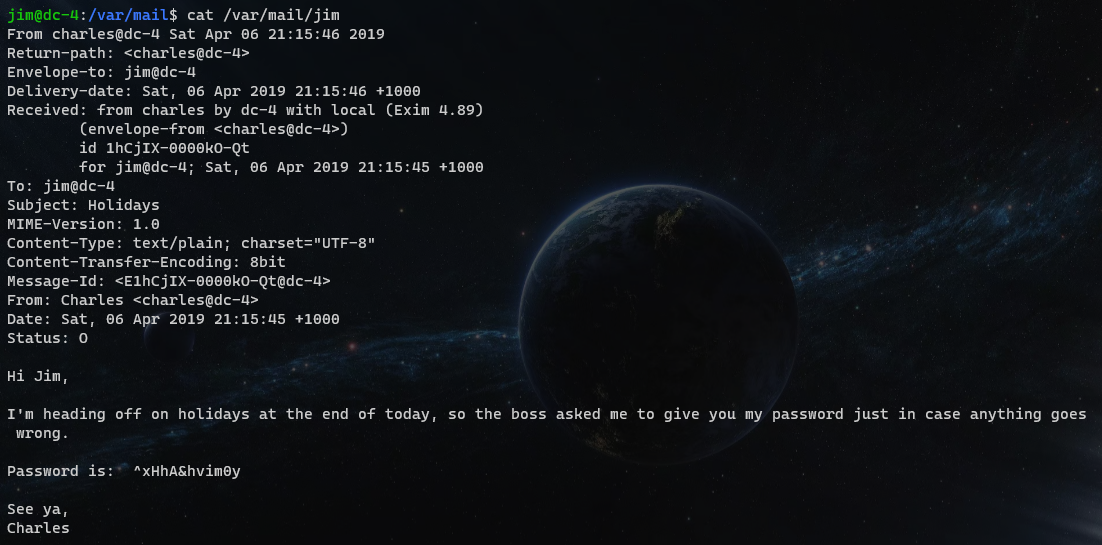 jim@dc-4:/var/mail$ cat /var/mail/jim
From charles@dc-4 Sat Apr 06 21:15:46 2019
Return-path: <charles@dc-4>
Envelope-to: jim@dc-4
Delivery-date: Sat, 06 Apr 2019 21:15:46 +1000
Received: from charles by dc-4 with local (Exim 4.89)
        (envelope-from <charles@dc-4>)
        id 1hCjIX-0000kO-Qt
        for jim@dc-4; Sat, 06 Apr 2019 21:15:45 +1000
To: jim@dc-4
Subject: Holidays
MIME-Version: 1.0
Content-Type: text/plain; charset="UTF-8"
Content-Transfer-Encoding: 8bit
Message-Id: <E1hCjIX-0000kO-Qt@dc-4>
From: Charles <charles@dc-4>
Date: Sat, 06 Apr 2019 21:15:45 +1000
Status: O

Hi Jim,

I'm heading off on holidays at the end of today, so the boss asked me to give you my password just in case anything goes
 wrong.

Password is:  ^xHhA&hvim0y

See ya,
Charles